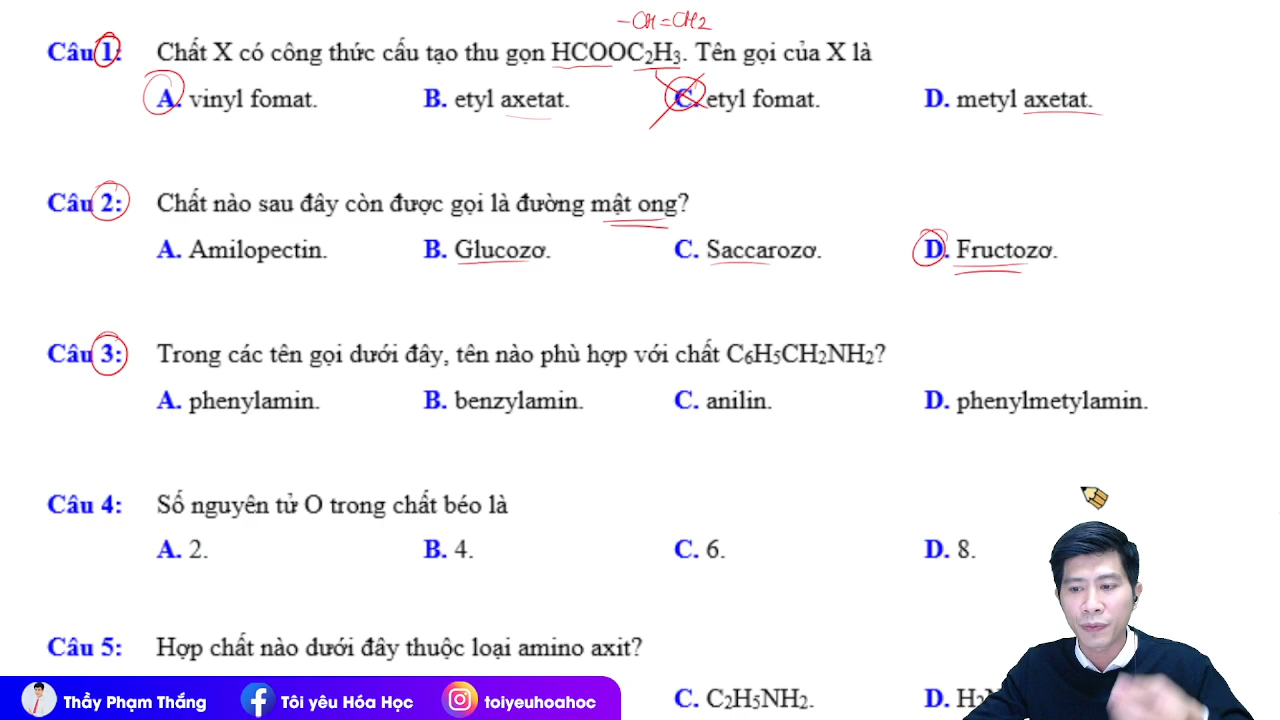 -CH=CH2
Câu 1: Chất X có công thức cấu tạo thu gọn HCOOC₂H₃. Tên gọi của X là
A. vinyl fomat. B. etyl axetat. C. etyl fomat. D. metyl axetat.
Câu 2: Chất nào sau đây còn được gọi là đường mật ong?
A. Amilopectin. B. Glucozơ. C. Saccarozơ. D. Fructozơ.
Câu 3: Trong các tên gọi dưới đây, tên nào phù hợp với chất C₆H₅CH₂NH₂?
A. phenylamin. B. benzylamin. C. anilin. D. phenylmetylamin.
Câu 4: Số nguyên tử O trong chất béo là
A. 2. B. 4. C. 6. D. 8.
Câu 5: Hợp chất nào dưới đây thuộc loại amino axit?
C. C₂H₅NH₂. D.
Thầy Phạm Thắng Tôi yêu Hóa Học toiyeuhoahoc